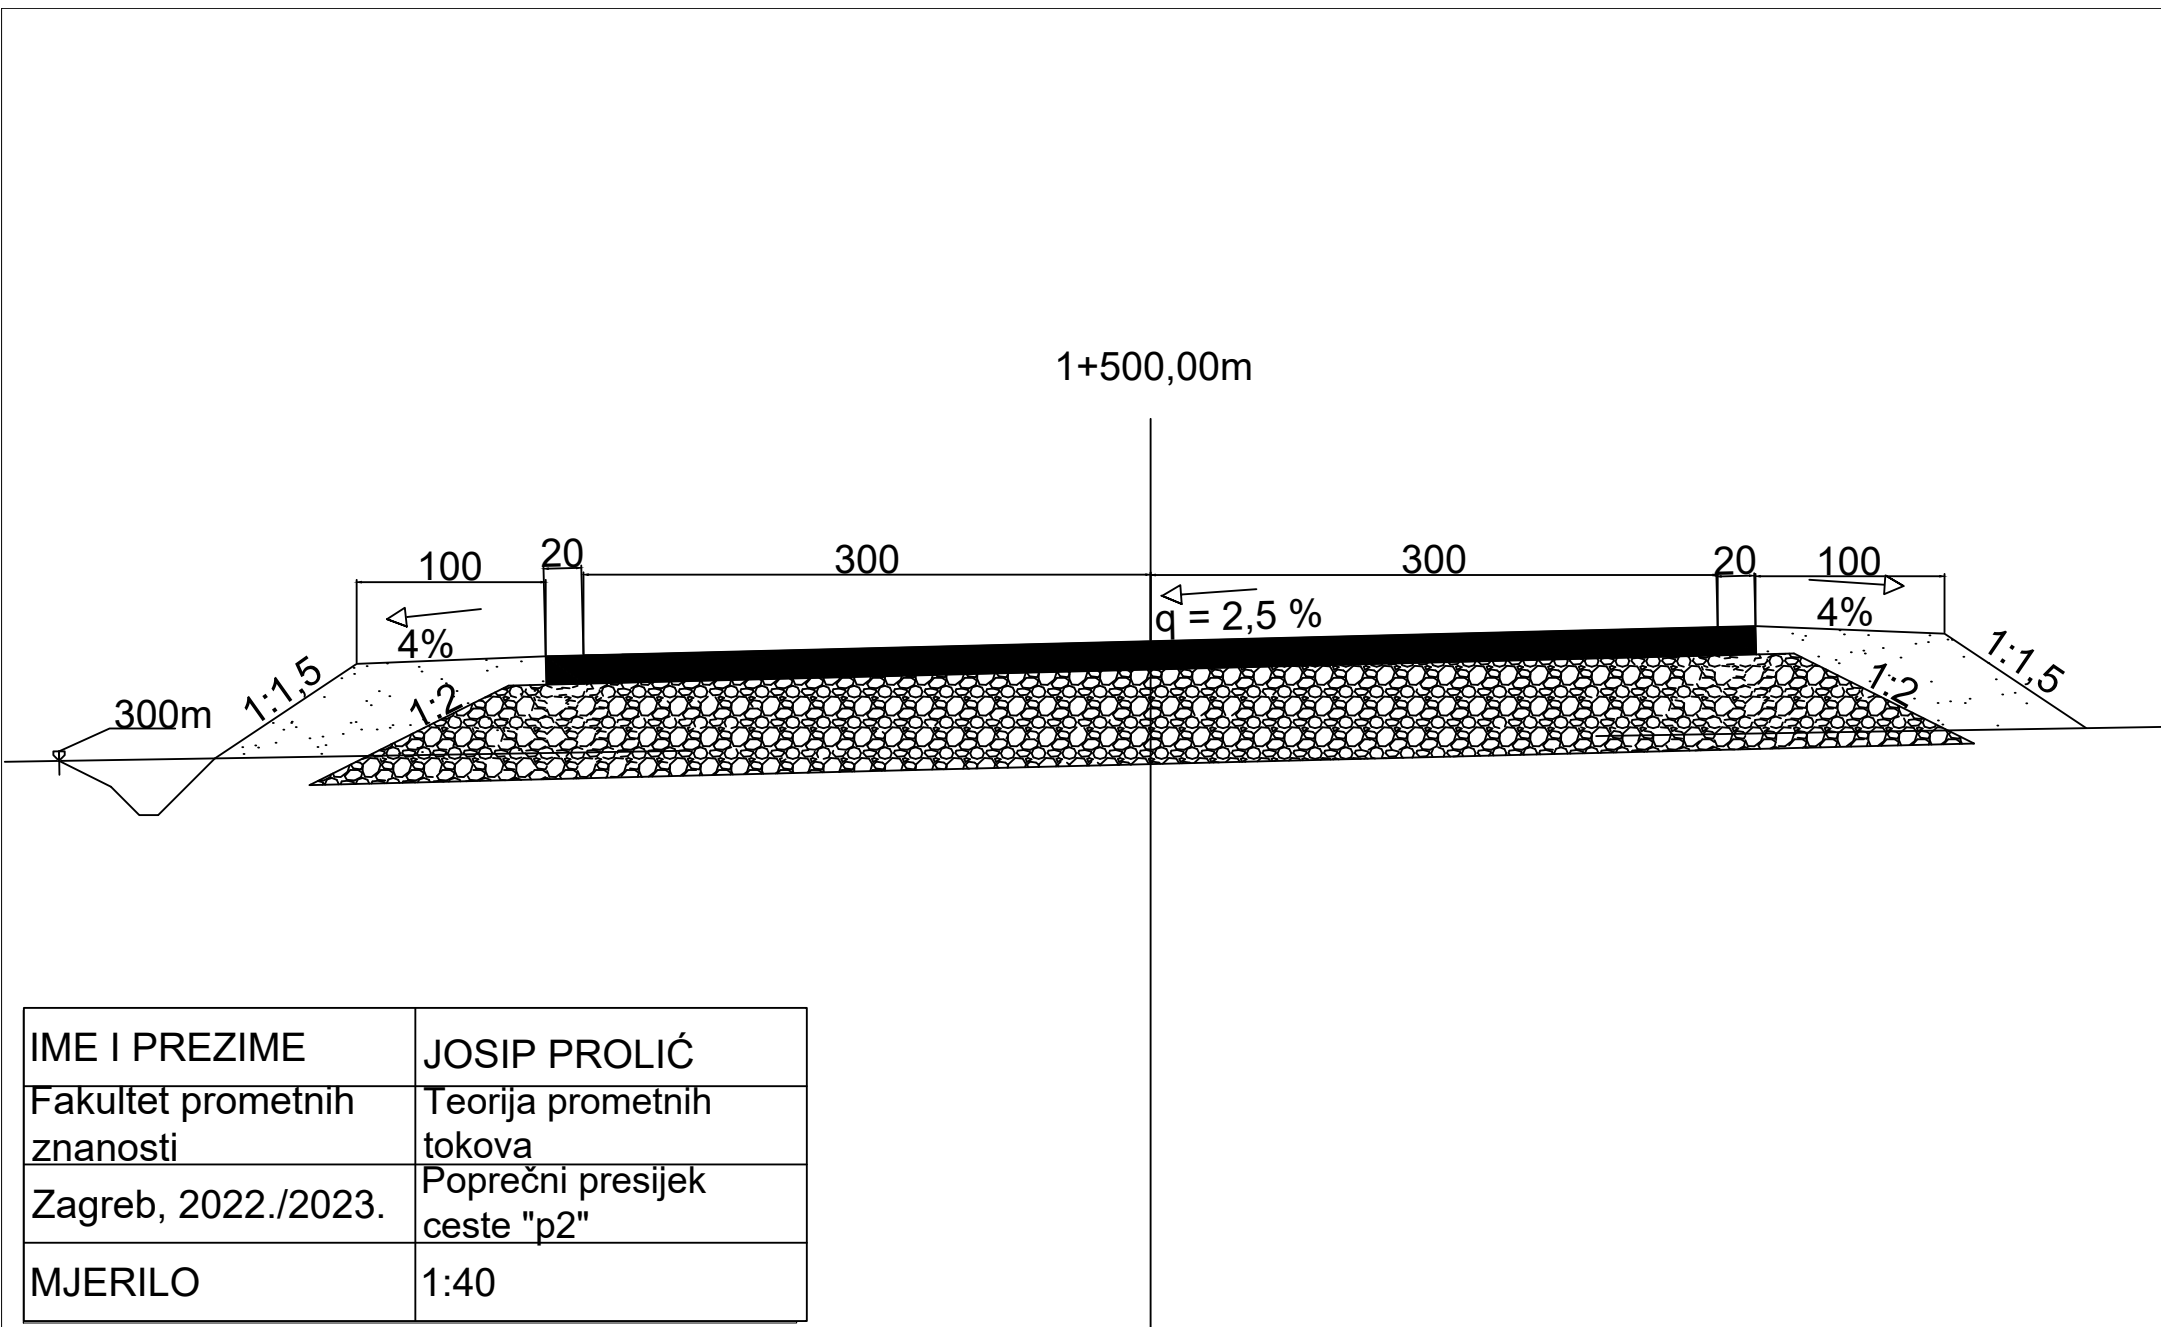 1+500,00m
100
20
300
300
20
100
4%
q = 2,5 %
4%
1:1,5
1:2
1:2
1:1,5
300m
IME I PREZIME
JOSIP PROLIĆ
Fakultet prometnih
znanosti
Teorija prometnih
tokova
Zagreb, 2022./2023.
Poprečni presijek
ceste "p2"
MJERILO
1:40